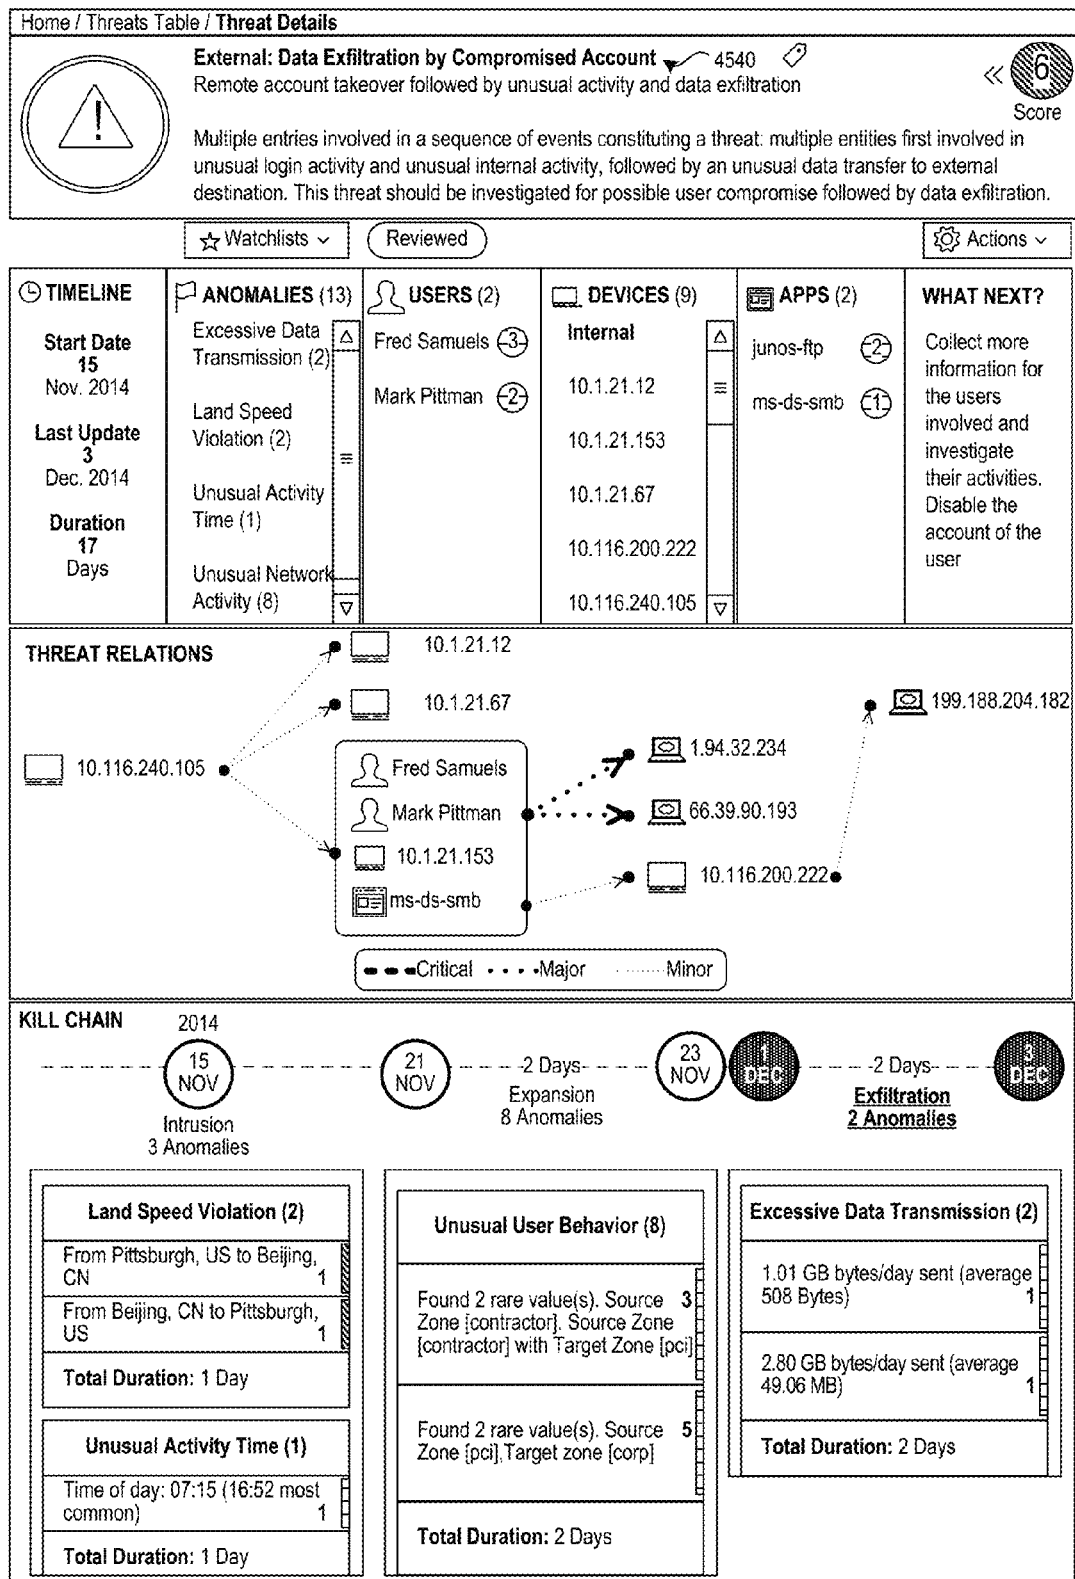 Home / Threats Table / Threat Details
External: Data Exfiltration by Compromised Account 4540
Remote account takeover followed by unusual activity and data exfiltration
6
Score
Multiple entries involved in a sequence of events constituting a threat: multiple entities first involved in
unusual login activity and unusual internal activity, followed by an unusual data transfer to external
destination. This threat should be investigated for possible user compromise followed by data exfiltration.
Watchlists
Reviewed
Actions
TIMELINE
Start Date
15
Nov. 2014
Last Update
3
Dec. 2014
Duration
17
Days
ANOMALIES (13)
Excessive Data
Transmission (2)
Land Speed
Violation (2)
Unusual Activity
Time (1)
Unusual Network
Activity (8)
USERS (2)
Fred Samuels 3
Mark Pittman 2
DEVICES (9)
Internal
10.1.21.12
10.1.21.153
10.1.21.67
10.116.200.222
10.116.240.105
APPS (2)
junos-ftp 2
ms-ds-smb 1
WHAT NEXT?
Collect more
information for
the users
involved and
investigate
their activities.
Disable the
account of the
user
THREAT RELATIONS
10.1.21.12
10.1.21.67
199.188.204.182
10.116.240.105
Fred Samuels
Mark Pittman
10.1.21.153
ms-ds-smb
1.94.32.234
66.39.90.193
10.116.200.222
Critical Major Minor
KILL CHAIN
2014
15
NOV
Intrusion
3 Anomalies
21
NOV
2 Days
Expansion
8 Anomalies
23
NOV
1
DEC
2 Days
Exfiltration
2 Anomalies
3
DEC
Land Speed Violation (2)
From Pittsburgh, US to Beijing,
CN 1
From Beijing, CN to Pittsburgh,
US 1
Total Duration: 1 Day
Unusual Activity Time (1)
Time of day: 07:15 (16:52 most
common) 1
Total Duration: 1 Day
Unusual User Behavior (8)
Found 2 rare value(s). Source 3
Zone [contractor]. Source Zone
[contractor] with Target Zone [pci]
Found 2 rare value(s). Source 5
Zone [pci],Target zone [corp]
Total Duration: 2 Days
Excessive Data Transmission (2)
1.01 GB bytes/day sent (average
508 Bytes) 1
2.80 GB bytes/day sent (average
49.06 MB) 1
Total Duration: 2 Days